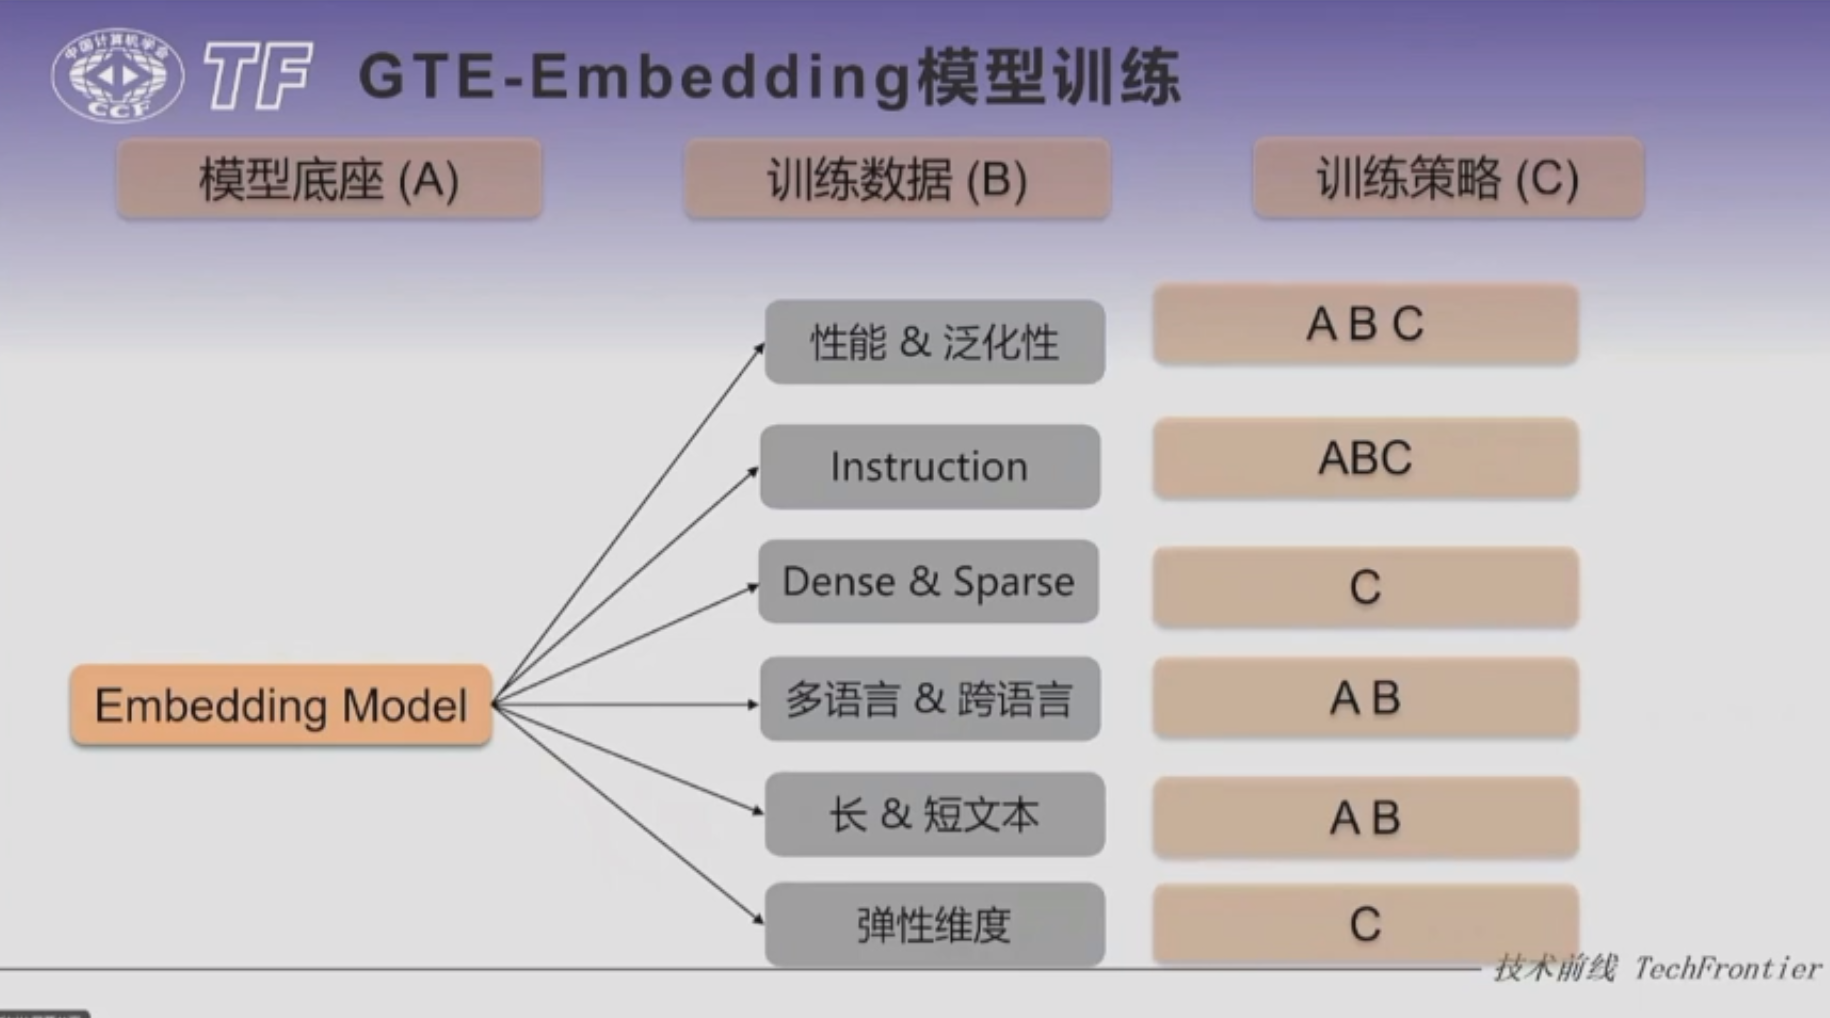 中国计算机学会
CCF
TF
GTE-Embedding模型训练
模型底座 (A)
训练数据 (B)
训练策略 (C)
性能 & 泛化性
A B C
Instruction
ABC
Dense & Sparse
C
Embedding Model
多语言 & 跨语言
A B
长 & 短文本
A B
弹性维度
C
技术前线 TechFrontier